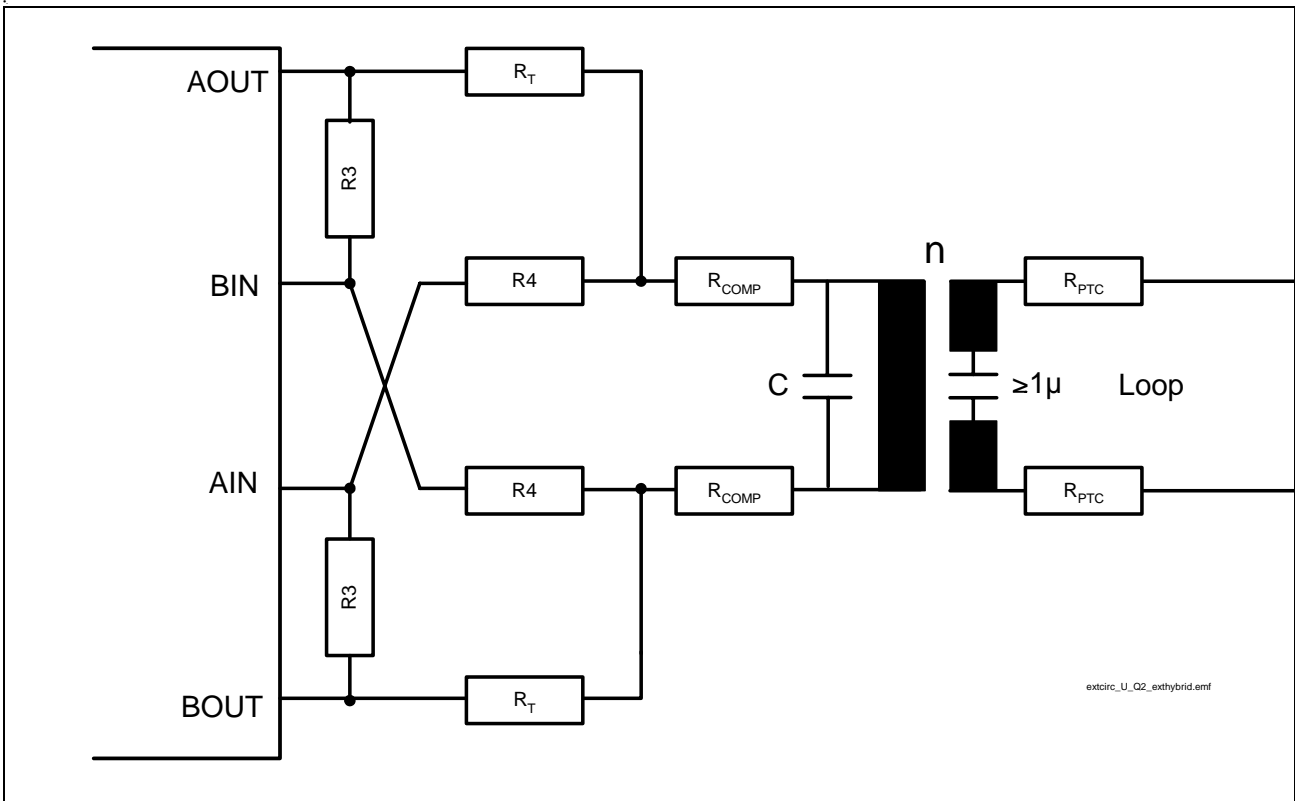 AOUT
R_T
R3
n
BIN
R4
R_COMP
R_PTC
C
≥1µ
Loop
AIN
R4
R_COMP
R_PTC
R3
extcirc_U_Q2_exthybrid.emf
BOUT
R_T